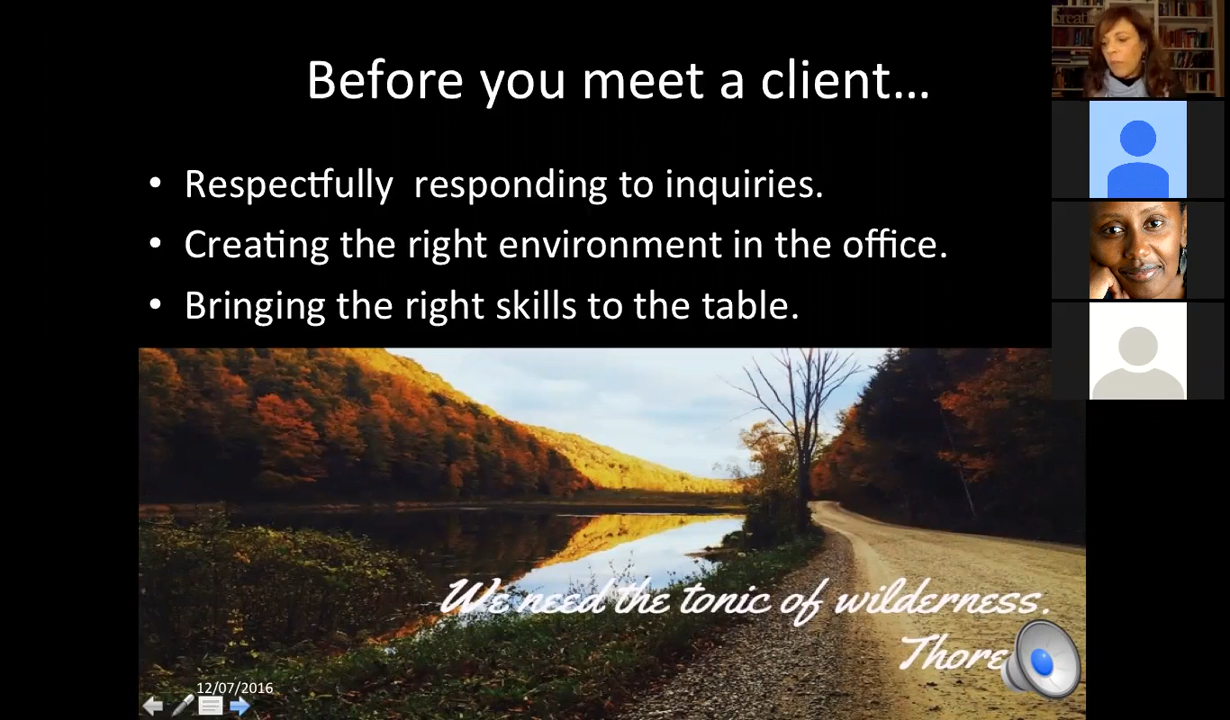 Before you meet a client...
• Respectfully  responding to inquiries.
• Creating the right environment in the office.
• Bringing the right skills to the table.
We need the tonic of wilderness.
12/07/2016